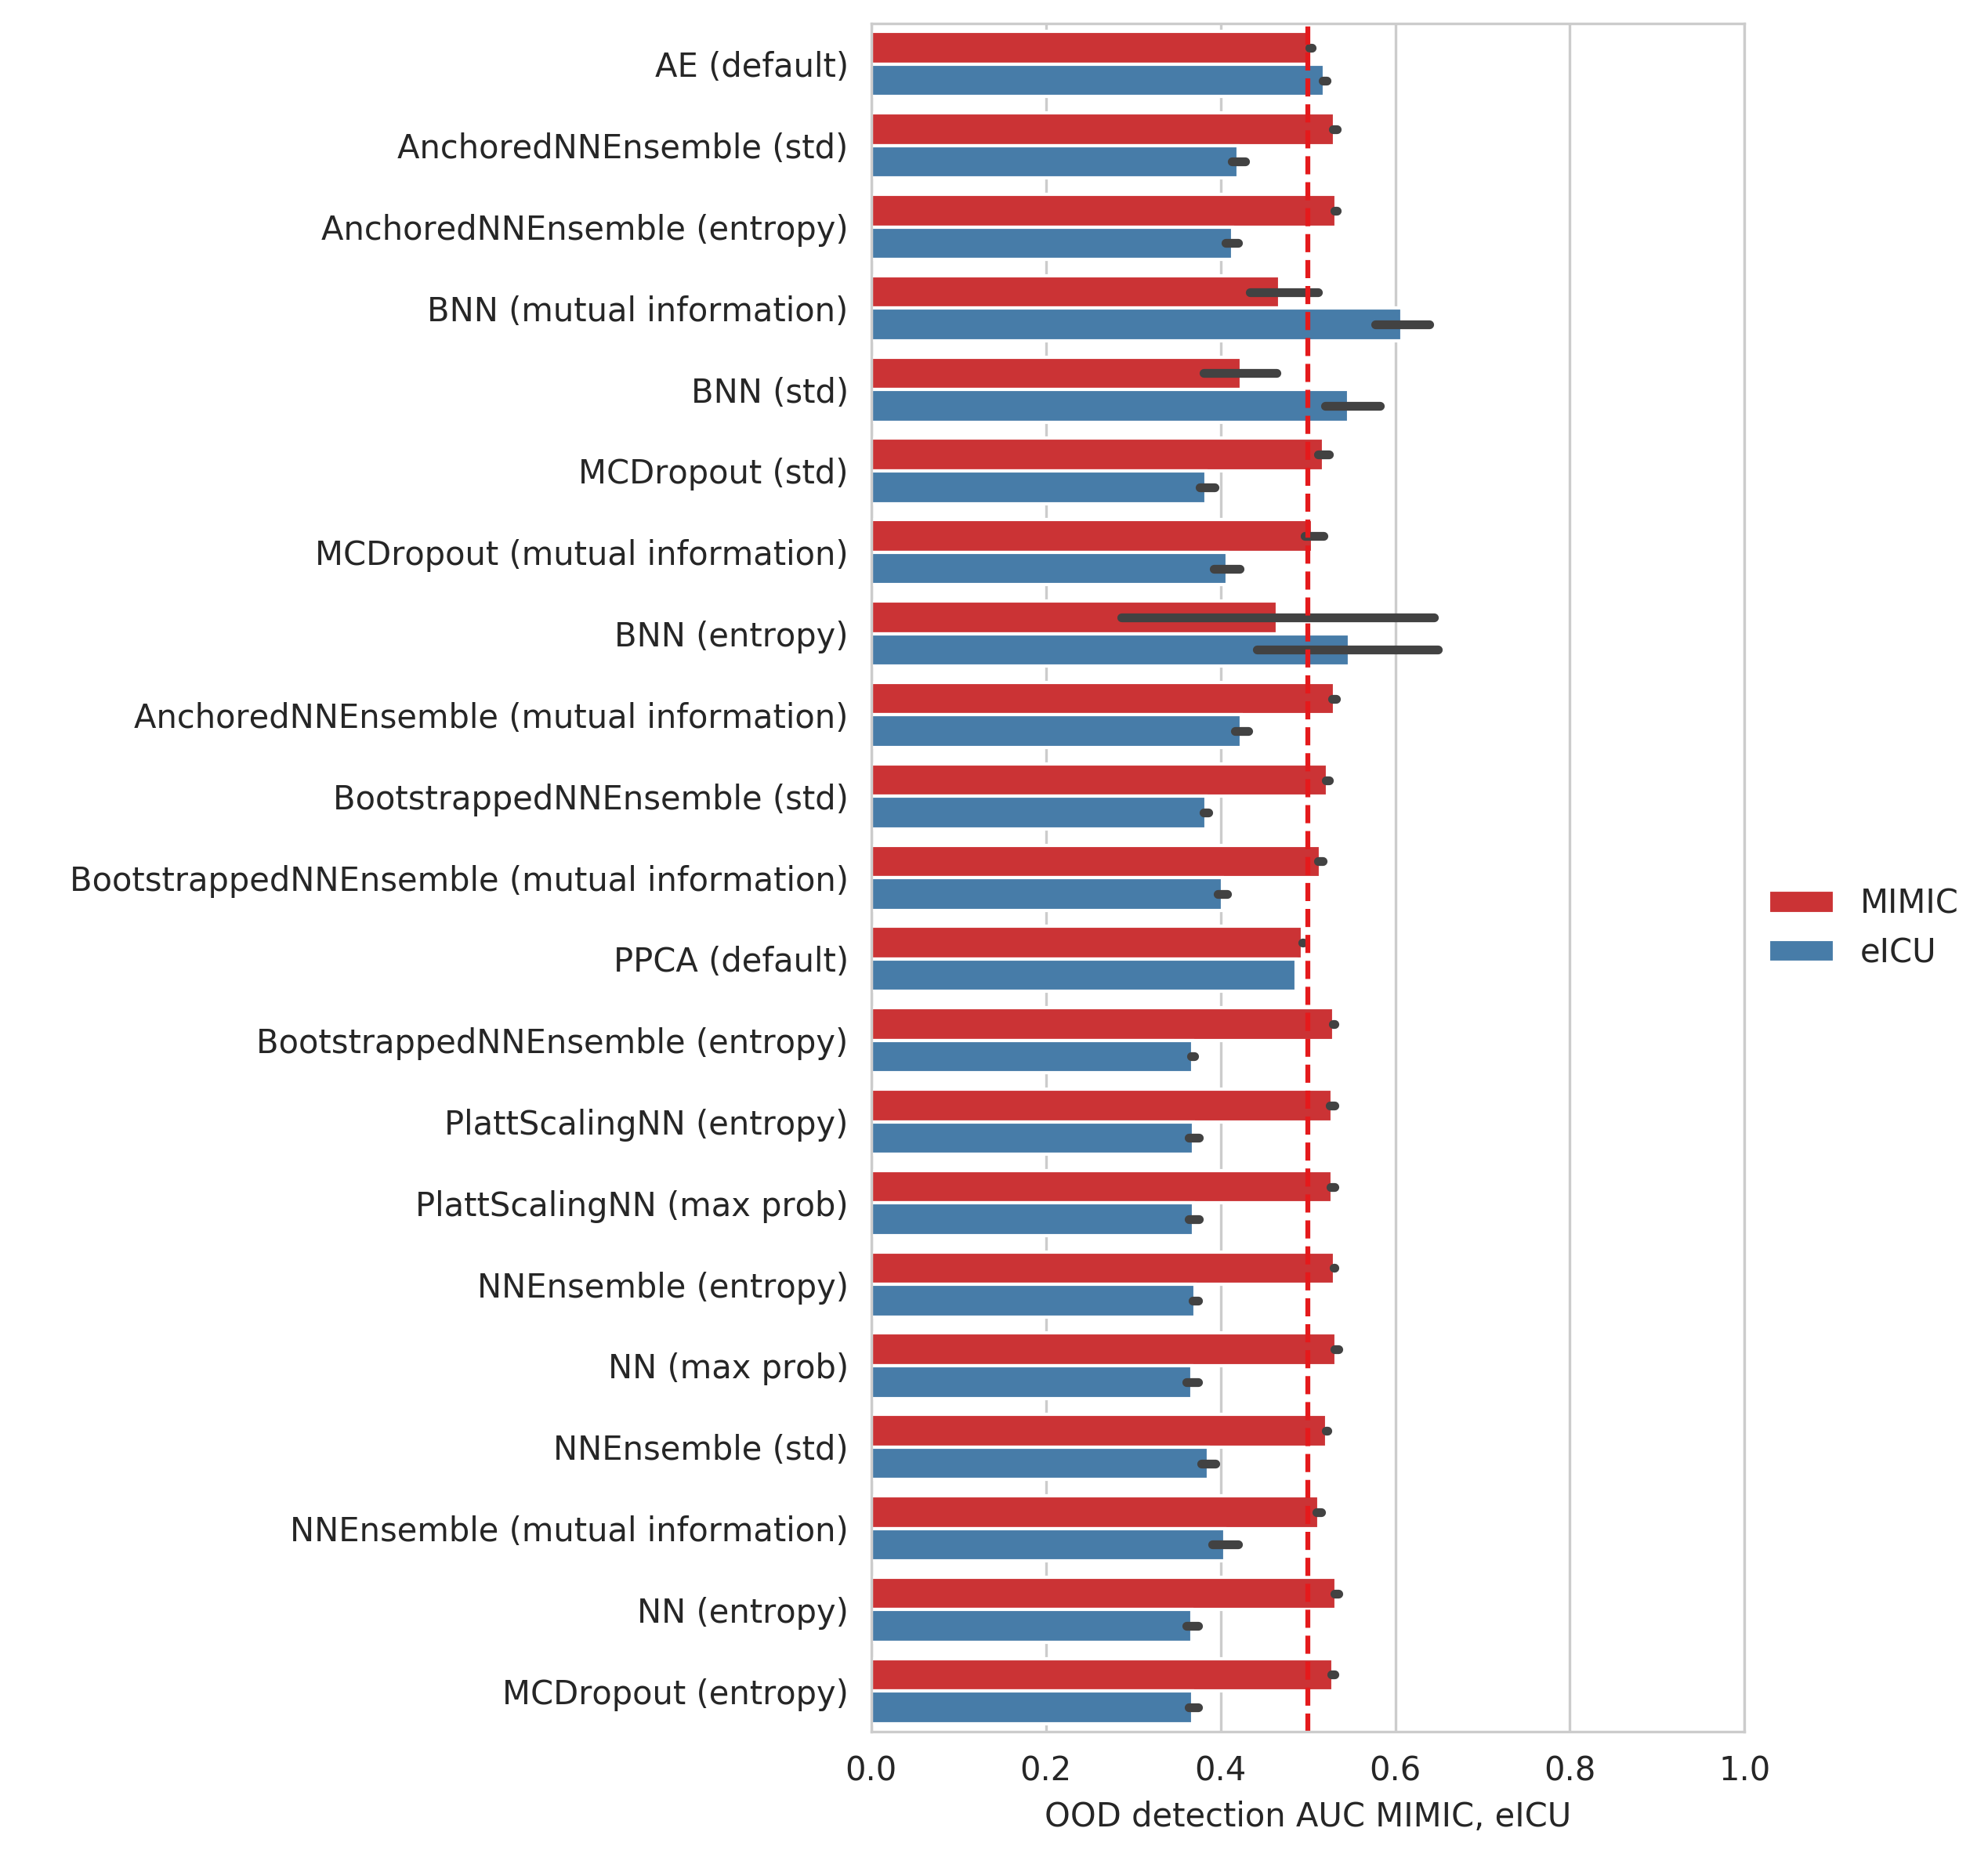 AE (default)
AnchoredNNEnsemble (std)
AnchoredNNEnsemble (entropy)
BNN (mutual information)
BNN (std)
MCDropout (std)
MCDropout (mutual information)
BNN (entropy)
AnchoredNNEnsemble (mutual information)
BootstrappedNNEnsemble (std)
BootstrappedNNEnsemble (mutual information)
PPCA (default)
BootstrappedNNEnsemble (entropy)
PlattScalingNN (entropy)
PlattScalingNN (max prob)
NNEnsemble (entropy)
NN (max prob)
NNEnsemble (std)
NNEnsemble (mutual information)
NN (entropy)
MCDropout (entropy)
MIMIC
eICU
0.0 0.2 0.4 0.6 0.8 1.0
OOD detection AUC MIMIC, eICU